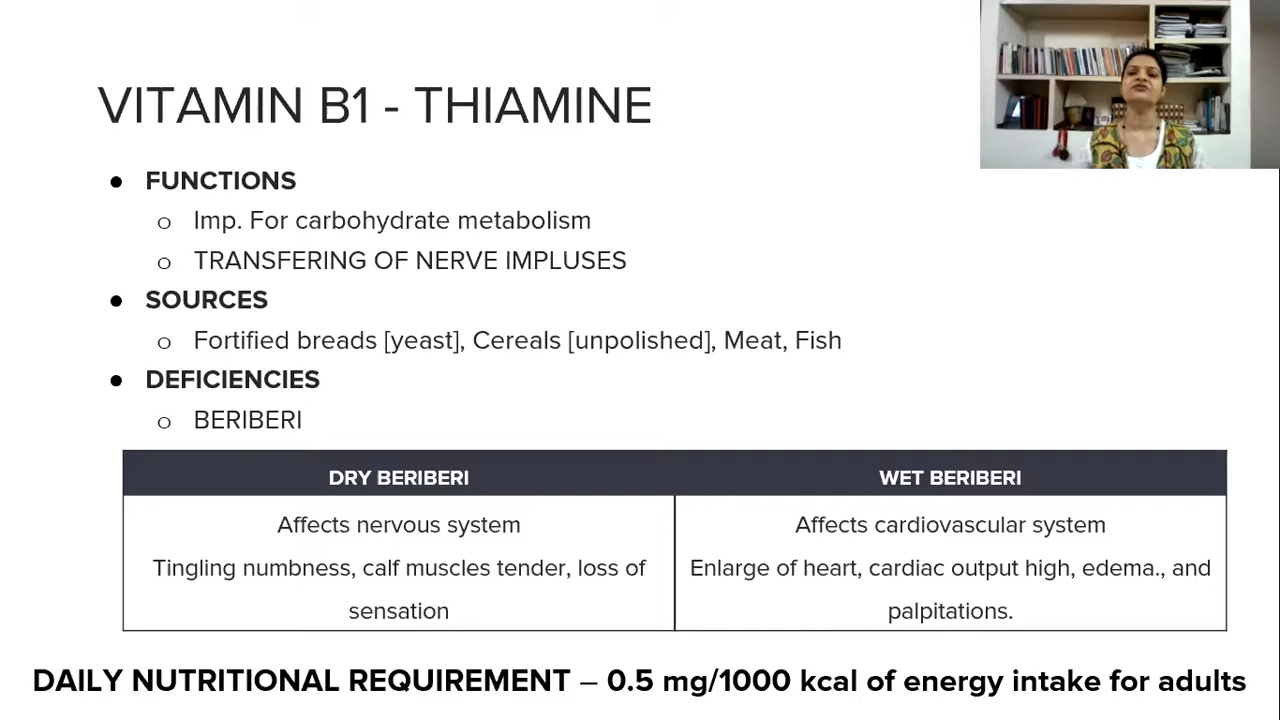 VITAMIN B1 - THIAMINE
● FUNCTIONS
o Imp. For carbohydrate metabolism
o TRANSFERING OF NERVE IMPLUSES
● SOURCES
o Fortified breads [yeast], Cereals [unpolished], Meat, Fish
● DEFICIENCIES
o BERIBERI
DRY BERIBERI
WET BERIBERI
Affects nervous system
Tingling numbness, calf muscles tender, loss of
sensation
Affects cardiovascular system
Enlarge of heart, cardiac output high, edema., and
palpitations.
DAILY NUTRITIONAL REQUIREMENT – 0.5 mg/1000 kcal of energy intake for adults